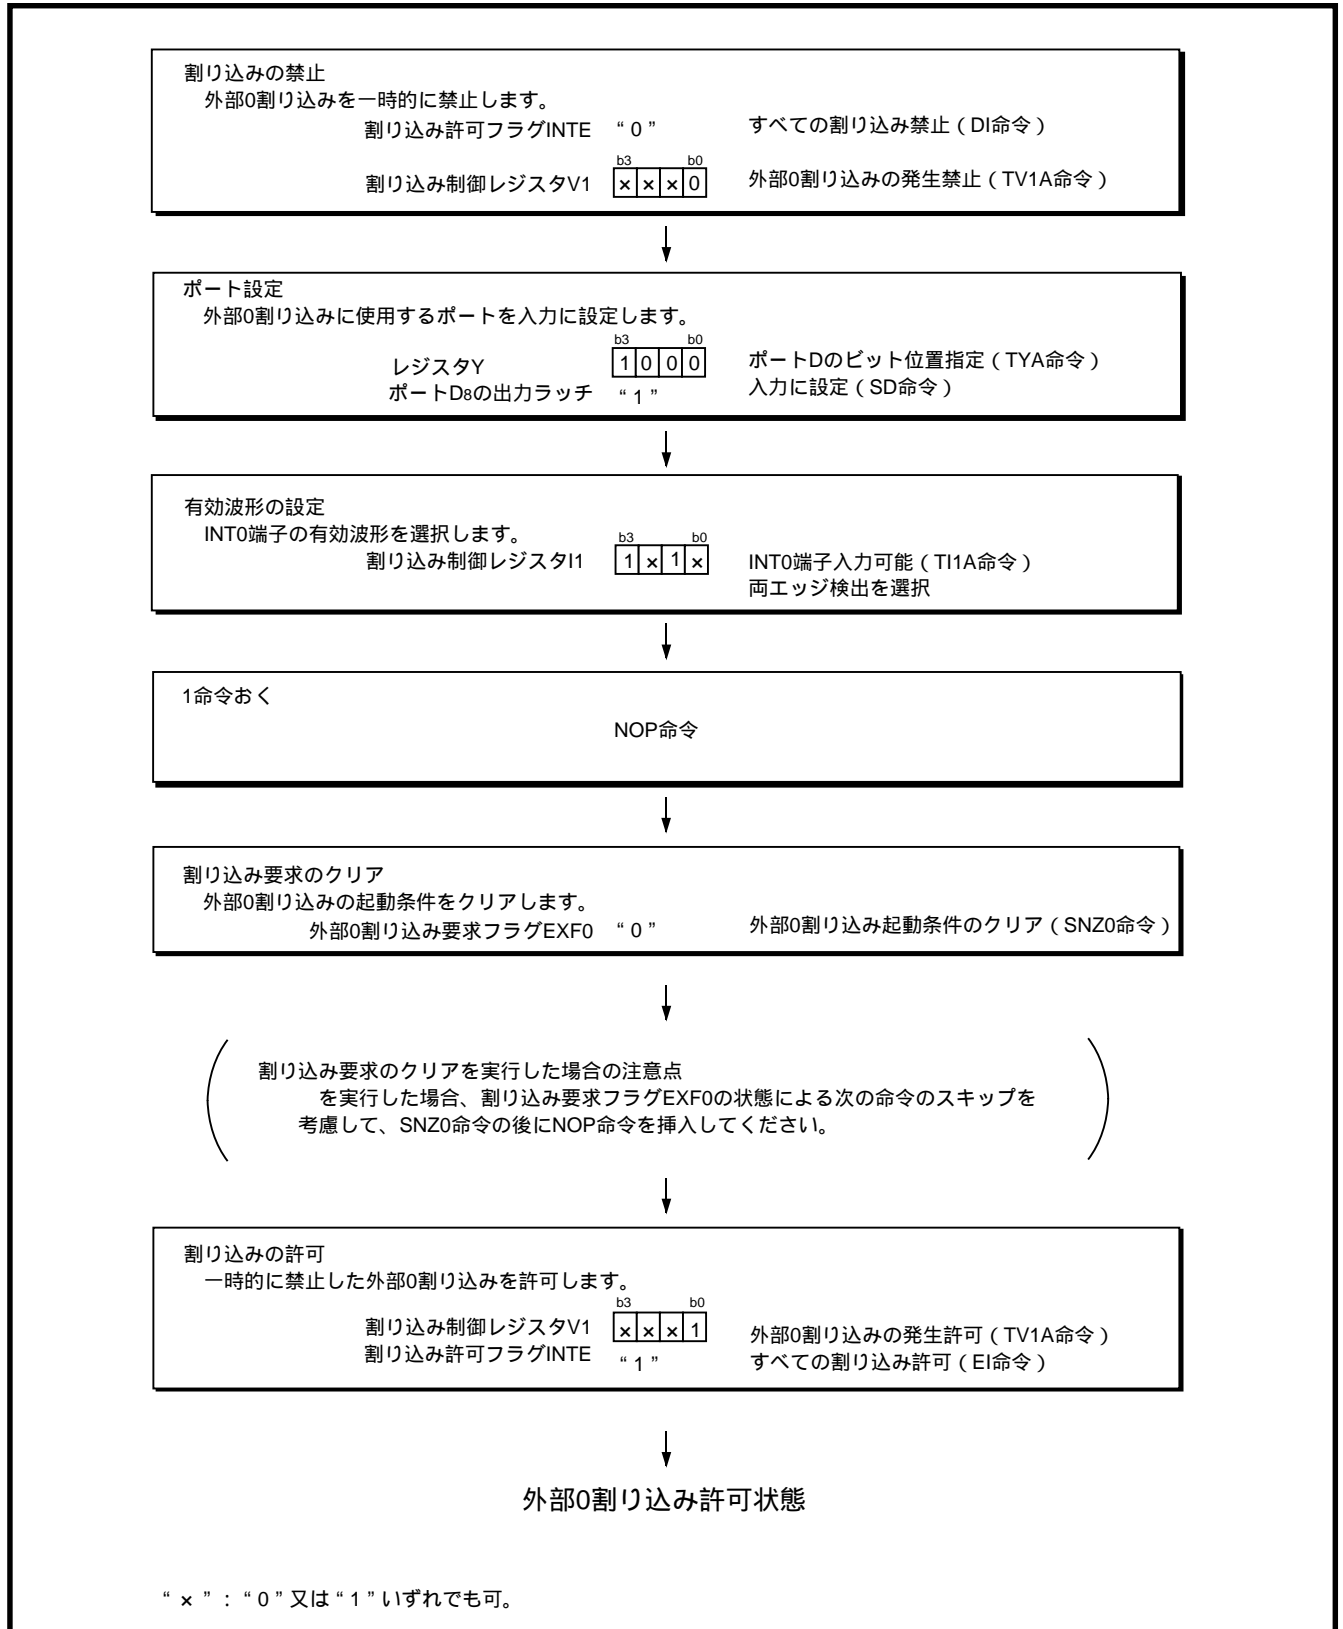 割り込みの禁止
外部0割り込みを一時的に禁止します。
割り込み許可フラグINTE “0” すべての割り込み禁止(DI命令)
b3 b0
割り込み制御レジスタV1 × × × 0 外部0割り込みの発生禁止(TV1A命令)
ポート設定
外部0割り込みに使用するポートを入力に設定します。
b3 b0
レジスタY 1 0 0 0 ポートDのビット位置指定(TYA命令)
ポートD8の出力ラッチ “1” 入力に設定(SD命令)
有効波形の設定
INT0端子の有効波形を選択します。
b3 b0
割り込み制御レジスタI1 1 × 1 × INT0端子入力可能(TI1A命令)
両エッジ検出を選択
1命令おく
NOP命令
割り込み要求のクリア
外部0割り込みの起動条件をクリアします。
外部0割り込み要求フラグEXF0 “0” 外部0割り込み起動条件のクリア(SNZ0命令)
割り込み要求のクリアを実行した場合の注意点
を実行した場合、割り込み要求フラグEXF0の状態による次の命令のスキップを
考慮して、SNZ0命令の後にNOP命令を挿入してください。
割り込みの許可
一時的に禁止した外部0割り込みを許可します。
b3 b0
割り込み制御レジスタV1 × × × 1 外部0割り込みの発生許可(TV1A命令)
割り込み許可フラグINTE “1” すべての割り込み許可(EI命令)
外部0割り込み許可状態
“×”:“0”又は“1”いずれでも可。